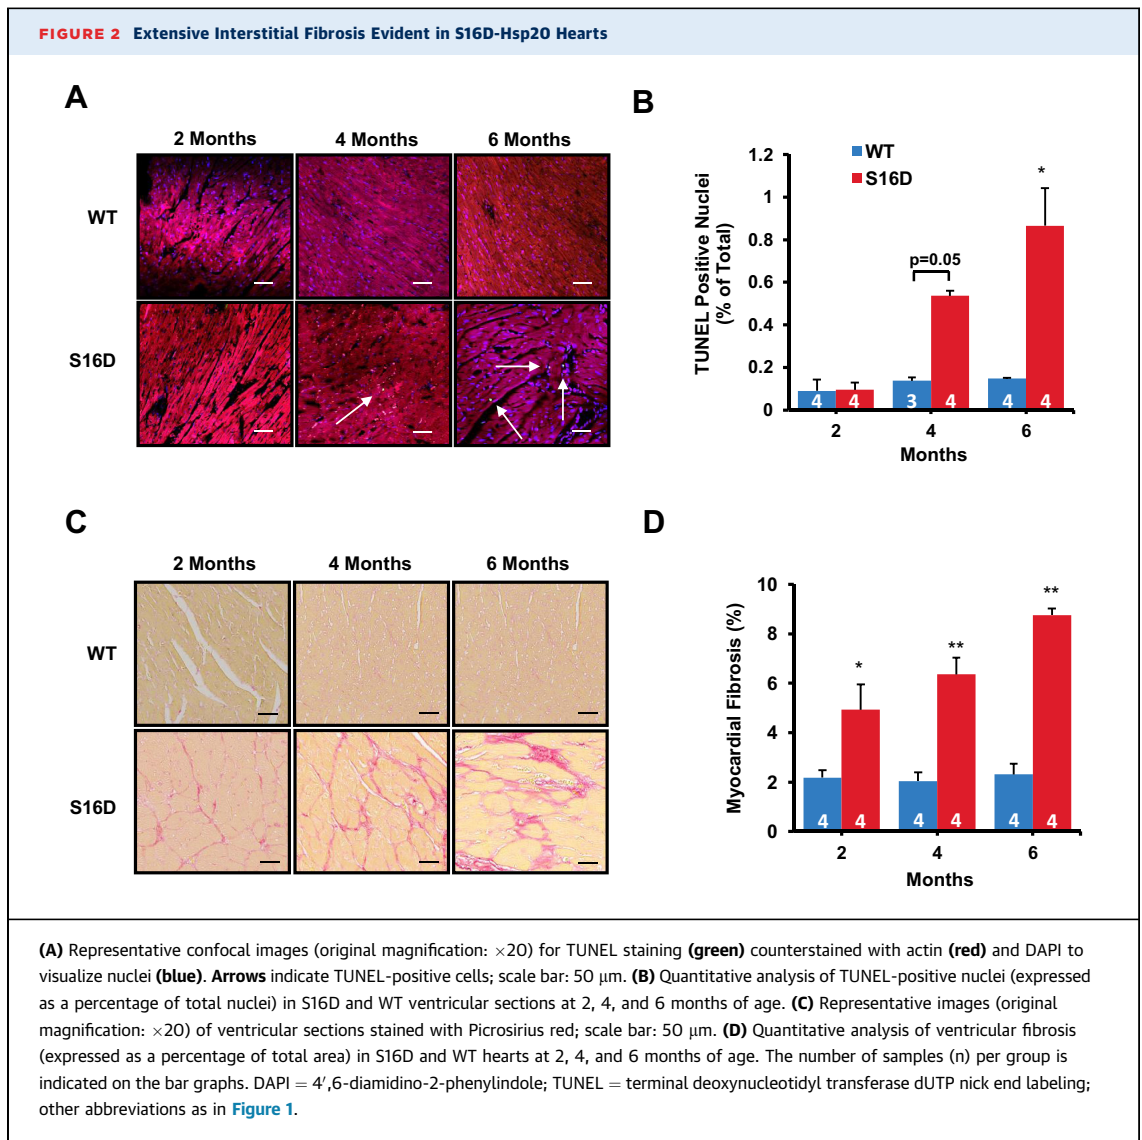 FIGURE 2 Extensive Interstitial Fibrosis Evident in S16D-Hsp20 Hearts
A
2 Months 4 Months 6 Months
WT
S16D
B
WT
S16D
TUNEL Positive Nuclei
(% of Total)
1.2
1
0.8
0.6
0.4
0.2
0
p=0.05
*
4 4 3 4 4 4
2 4 6
Months
C
2 Months 4 Months 6 Months
WT
S16D
D
Myocardial Fibrosis (%)
10
8
6
4
2
0
* ** **
4 4 4 4 4 4
2 4 6
Months
(A) Representative confocal images (original magnification: ×20) for TUNEL staining (green) counterstained with actin (red) and DAPI to
visualize nuclei (blue). Arrows indicate TUNEL-positive cells; scale bar: 50 μm. (B) Quantitative analysis of TUNEL-positive nuclei (expressed
as a percentage of total nuclei) in S16D and WT ventricular sections at 2, 4, and 6 months of age. (C) Representative images (original
magnification: ×20) of ventricular sections stained with Picrosirius red; scale bar: 50 μm. (D) Quantitative analysis of ventricular fibrosis
(expressed as a percentage of total area) in S16D and WT hearts at 2, 4, and 6 months of age. The number of samples (n) per group is
indicated on the bar graphs. DAPI = 4′,6-diamidino-2-phenylindole; TUNEL = terminal deoxynucleotidyl transferase dUTP nick end labeling;
other abbreviations as in Figure 1.